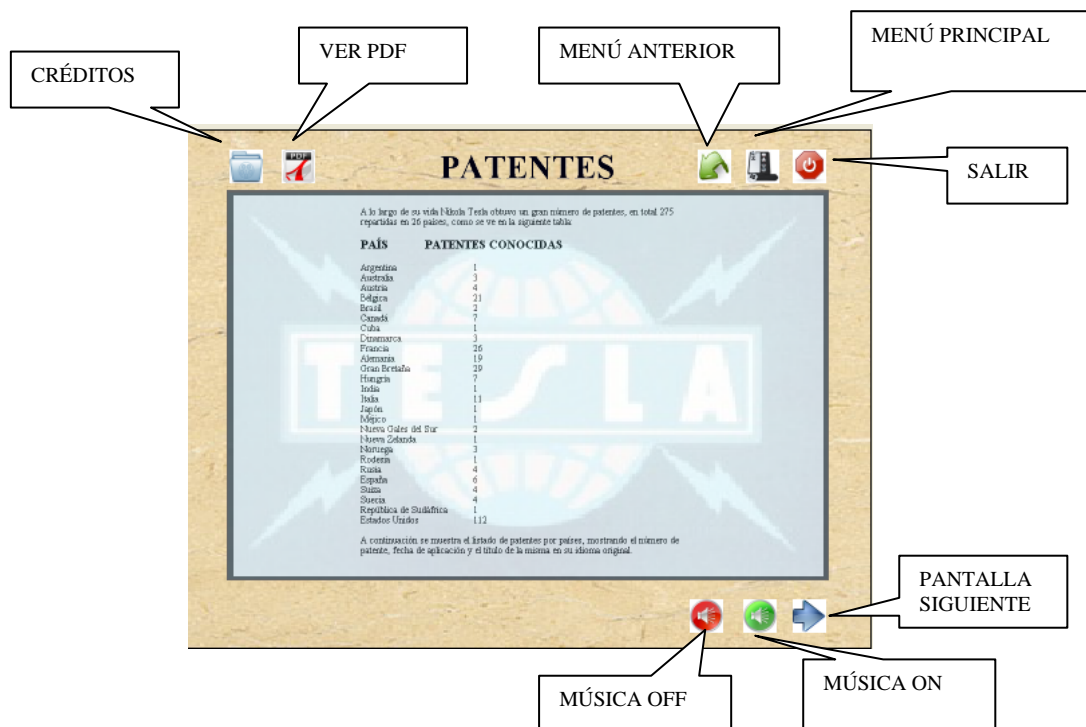 MENÚ PRINCIPAL
VER PDF
MENÚ ANTERIOR
CRÉDITOS
PDF
PATENTES
SALIR
A lo largo de su vida Nikola Tesla obtuvo un gran número de patentes, en total 275
repartidas en 26 países, como se ve en la siguiente tabla:
PAÍS PATENTES CONOCIDAS
Argentina 1
Australia 3
Austria 4
Bélgica 21
Brasil 2
Canadá 7
Cuba 1
Dinamarca 3
Francia 26
Alemania 19
Gran Bretaña 29
Hungría 7
India 1
Italia 11
Japón 1
Méjico 1
Nueva Gales del Sur 2
Nueva Zelanda 1
Noruega 3
Rodesia 1
Rusia 4
España 6
Suiza 4
Suecia 4
República de Sudáfrica 1
Estados Unidos 112
TESLA
A continuación se muestra el listado de patentes por países, mostrando el número de
patente, fecha de aplicación y el título de la misma en su idioma original.
PANTALLA
SIGUIENTE
MÚSICA OFF
MÚSICA ON